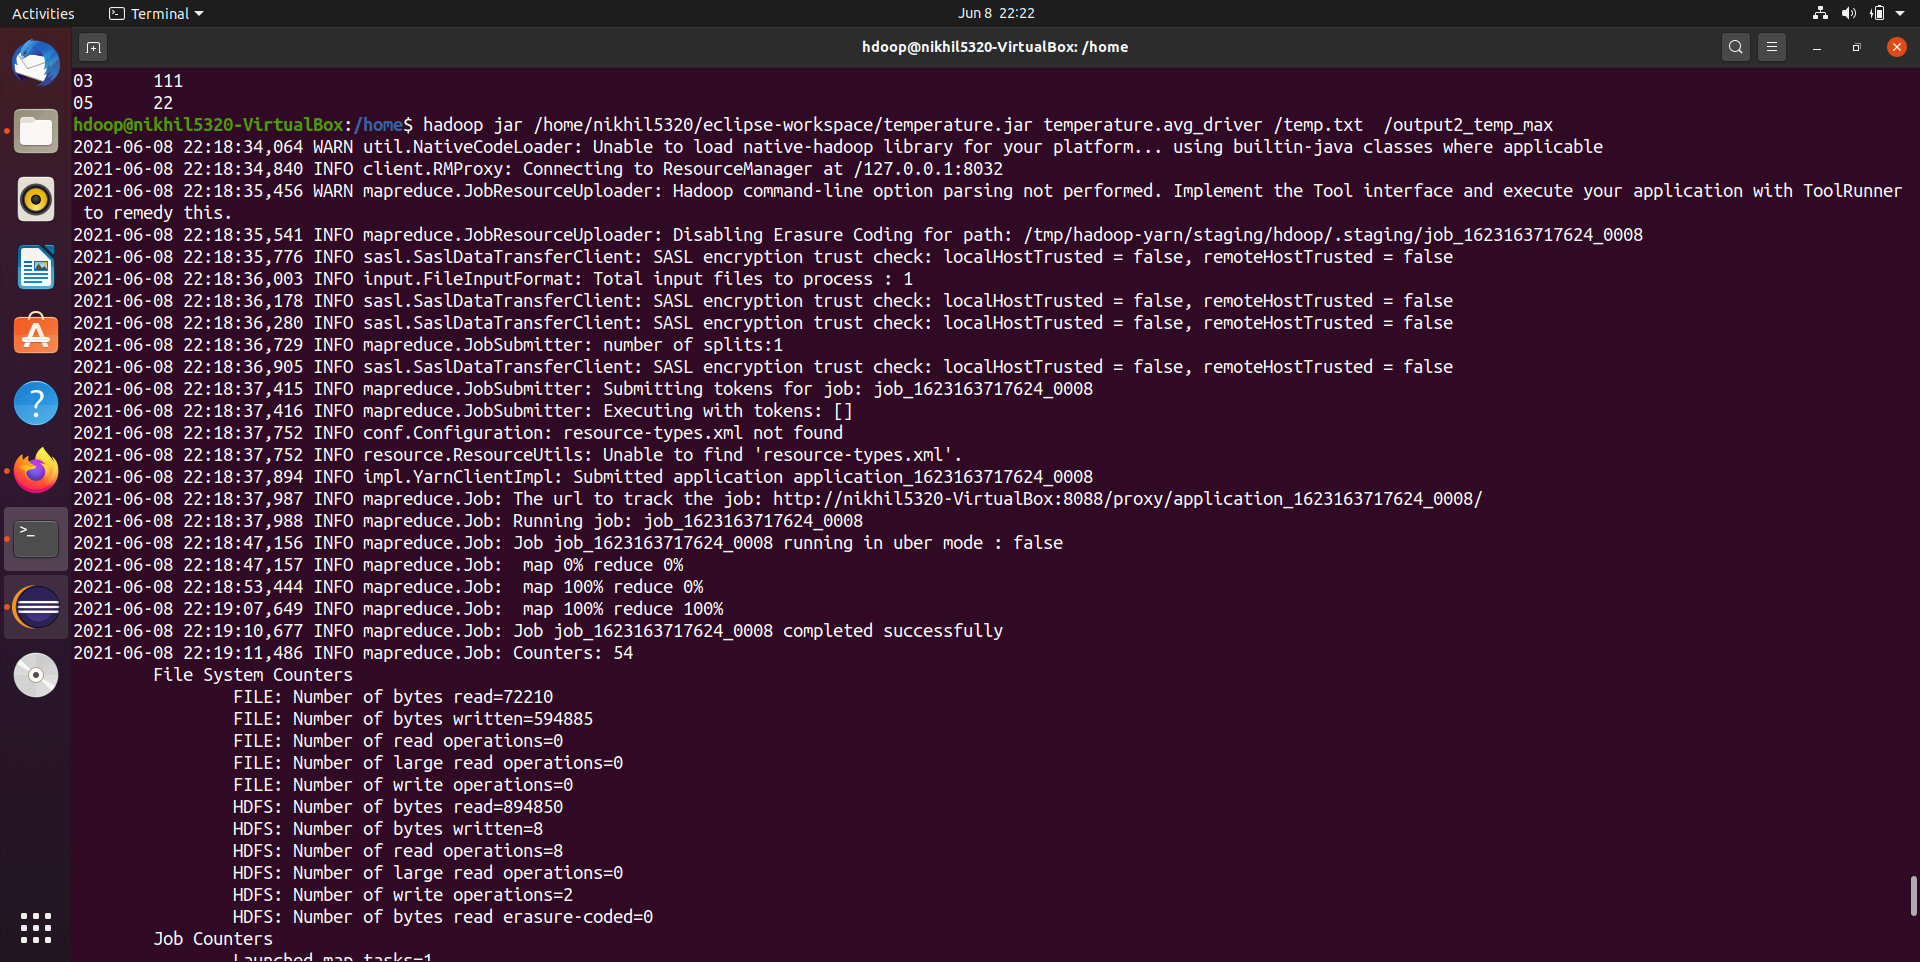 Activities Terminal Jun 8 22:22
hdoop@nikhil5320-VirtualBox: /home
03 111
05 22
hdoop@nikhil5320-VirtualBox:/home$ hadoop jar /home/nikhil5320/eclipse-workspace/temperature.jar temperature.avg_driver /temp.txt  /output2_temp_max
2021-06-08 22:18:34,064 WARN util.NativeCodeLoader: Unable to load native-hadoop library for your platform... using builtin-java classes where applicable
2021-06-08 22:18:34,840 INFO client.RMProxy: Connecting to ResourceManager at /127.0.0.1:8032
2021-06-08 22:18:35,456 WARN mapreduce.JobResourceUploader: Hadoop command-line option parsing not performed. Implement the Tool interface and execute your application with ToolRunner
 to remedy this.
2021-06-08 22:18:35,541 INFO mapreduce.JobResourceUploader: Disabling Erasure Coding for path: /tmp/hadoop-yarn/staging/hdoop/.staging/job_1623163717624_0008
2021-06-08 22:18:35,776 INFO sasl.SaslDataTransferClient: SASL encryption trust check: localHostTrusted = false, remoteHostTrusted = false
2021-06-08 22:18:36,003 INFO input.FileInputFormat: Total input files to process : 1
2021-06-08 22:18:36,178 INFO sasl.SaslDataTransferClient: SASL encryption trust check: localHostTrusted = false, remoteHostTrusted = false
2021-06-08 22:18:36,280 INFO sasl.SaslDataTransferClient: SASL encryption trust check: localHostTrusted = false, remoteHostTrusted = false
2021-06-08 22:18:36,729 INFO mapreduce.JobSubmitter: number of splits:1
2021-06-08 22:18:36,905 INFO sasl.SaslDataTransferClient: SASL encryption trust check: localHostTrusted = false, remoteHostTrusted = false
2021-06-08 22:18:37,415 INFO mapreduce.JobSubmitter: Submitting tokens for job: job_1623163717624_0008
2021-06-08 22:18:37,416 INFO mapreduce.JobSubmitter: Executing with tokens: []
2021-06-08 22:18:37,752 INFO conf.Configuration: resource-types.xml not found
2021-06-08 22:18:37,752 INFO resource.ResourceUtils: Unable to find 'resource-types.xml'.
2021-06-08 22:18:37,894 INFO impl.YarnClientImpl: Submitted application application_1623163717624_0008
2021-06-08 22:18:37,987 INFO mapreduce.Job: The url to track the job: http://nikhil5320-VirtualBox:8088/proxy/application_1623163717624_0008/
2021-06-08 22:18:37,988 INFO mapreduce.Job: Running job: job_1623163717624_0008
2021-06-08 22:18:47,156 INFO mapreduce.Job: Job job_1623163717624_0008 running in uber mode : false
2021-06-08 22:18:47,157 INFO mapreduce.Job:  map 0% reduce 0%
2021-06-08 22:18:53,444 INFO mapreduce.Job:  map 100% reduce 0%
2021-06-08 22:19:07,649 INFO mapreduce.Job:  map 100% reduce 100%
2021-06-08 22:19:10,677 INFO mapreduce.Job: Job job_1623163717624_0008 completed successfully
2021-06-08 22:19:11,486 INFO mapreduce.Job: Counters: 54
File System Counters
FILE: Number of bytes read=72210
FILE: Number of bytes written=594885
FILE: Number of read operations=0
FILE: Number of large read operations=0
FILE: Number of write operations=0
HDFS: Number of bytes read=894850
HDFS: Number of bytes written=8
HDFS: Number of read operations=8
HDFS: Number of large read operations=0
HDFS: Number of write operations=2
HDFS: Number of bytes read erasure-coded=0
Job Counters
Launched map tasks=1